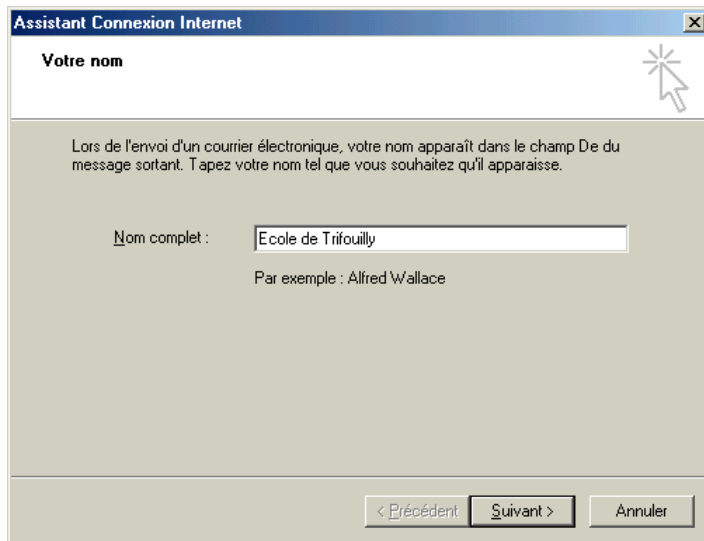 Assistant Connexion Internet
Votre nom
Lors de l'envoi d'un courrier électronique, votre nom apparaît dans le champ De du
message sortant. Tapez votre nom tel que vous souhaitez qu'il apparaisse.
Nom complet :
Ecole de Trifouilly
Par exemple : Alfred Wallace
< Précédent
Suivant >
Annuler